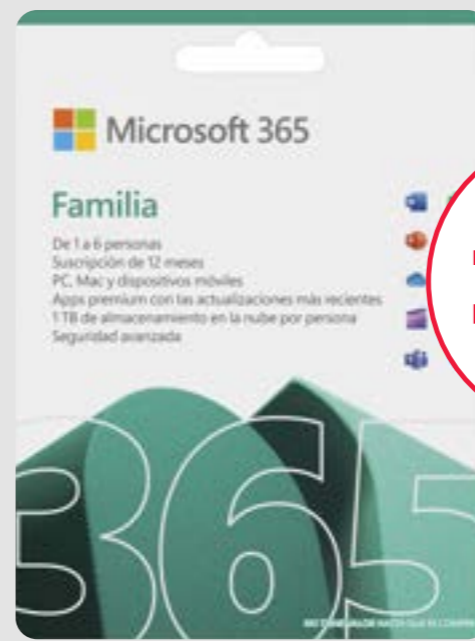 Microsoft 365
Familia
De 1 a 6 personas
Suscripción de 12 meses
PC, Mac y dispositivos móviles
Apps premium con las actualizaciones más recientes
1 TB de almacenamiento en la nube por persona
Seguridad avanzada
365